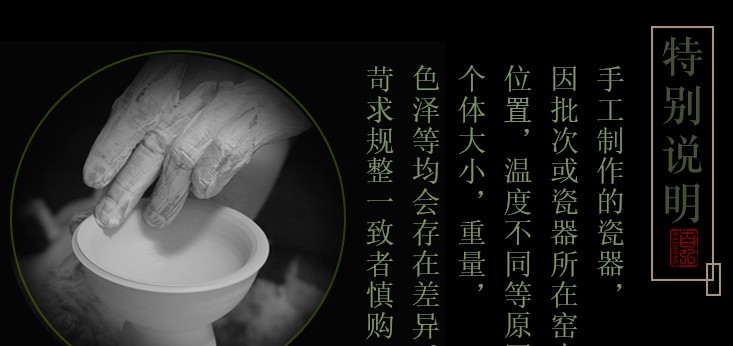 特别说明
手工制作的瓷器，
因批次或瓷器所在窑
位置，温度不同等原
个体大小，重量，
色泽等均会存在差异
苛求规整一致者慎购